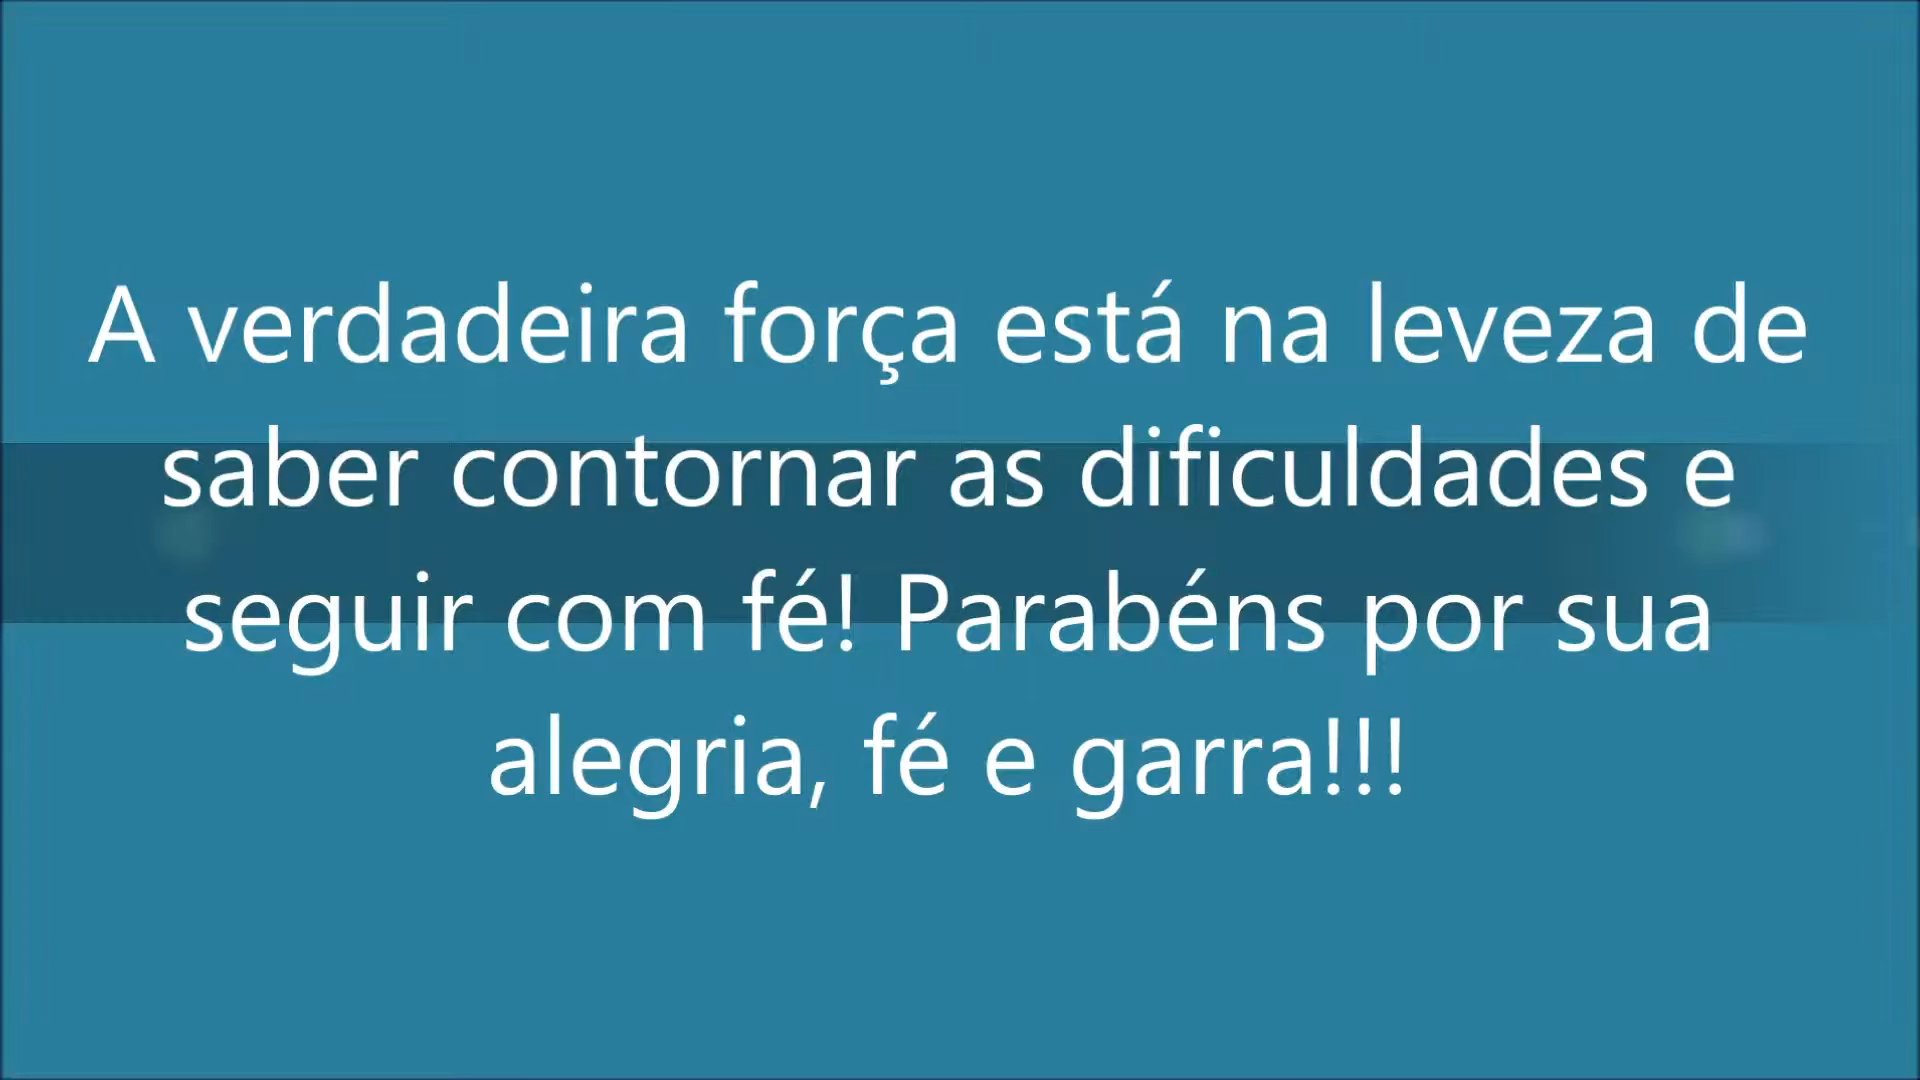 A verdadeira força está na leveza de
saber contornar as dificuldades e
seguir com fé! Parabéns por sua
alegria, fé e garra!!!